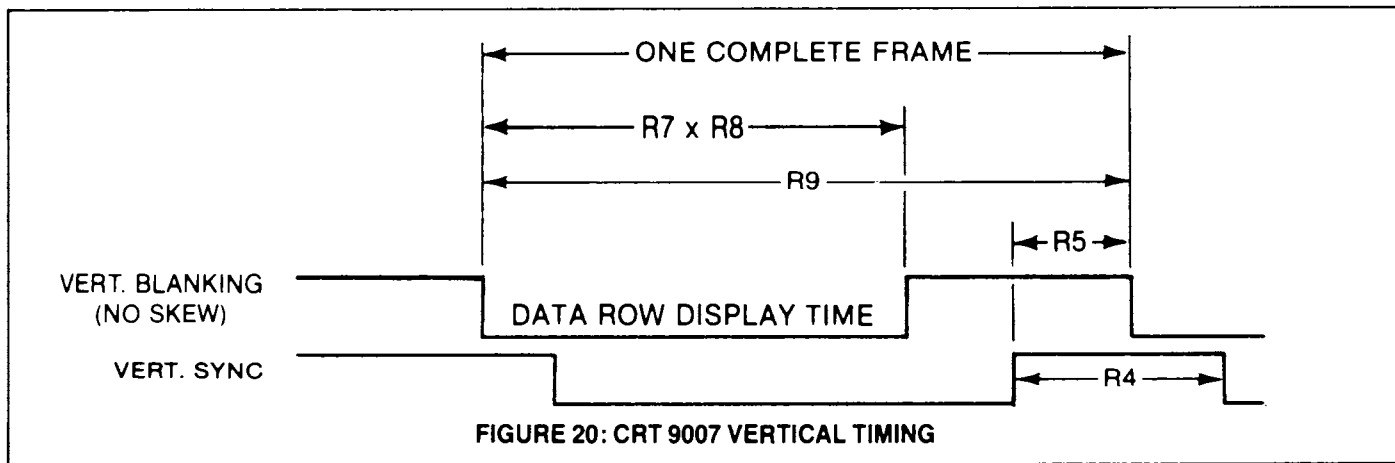 ONE COMPLETE FRAME
R7 x R8
R9
R5
VERT. BLANKING
(NO SKEW)
DATA ROW DISPLAY TIME
VERT. SYNC
R4
FIGURE 20: CRT 9007 VERTICAL TIMING